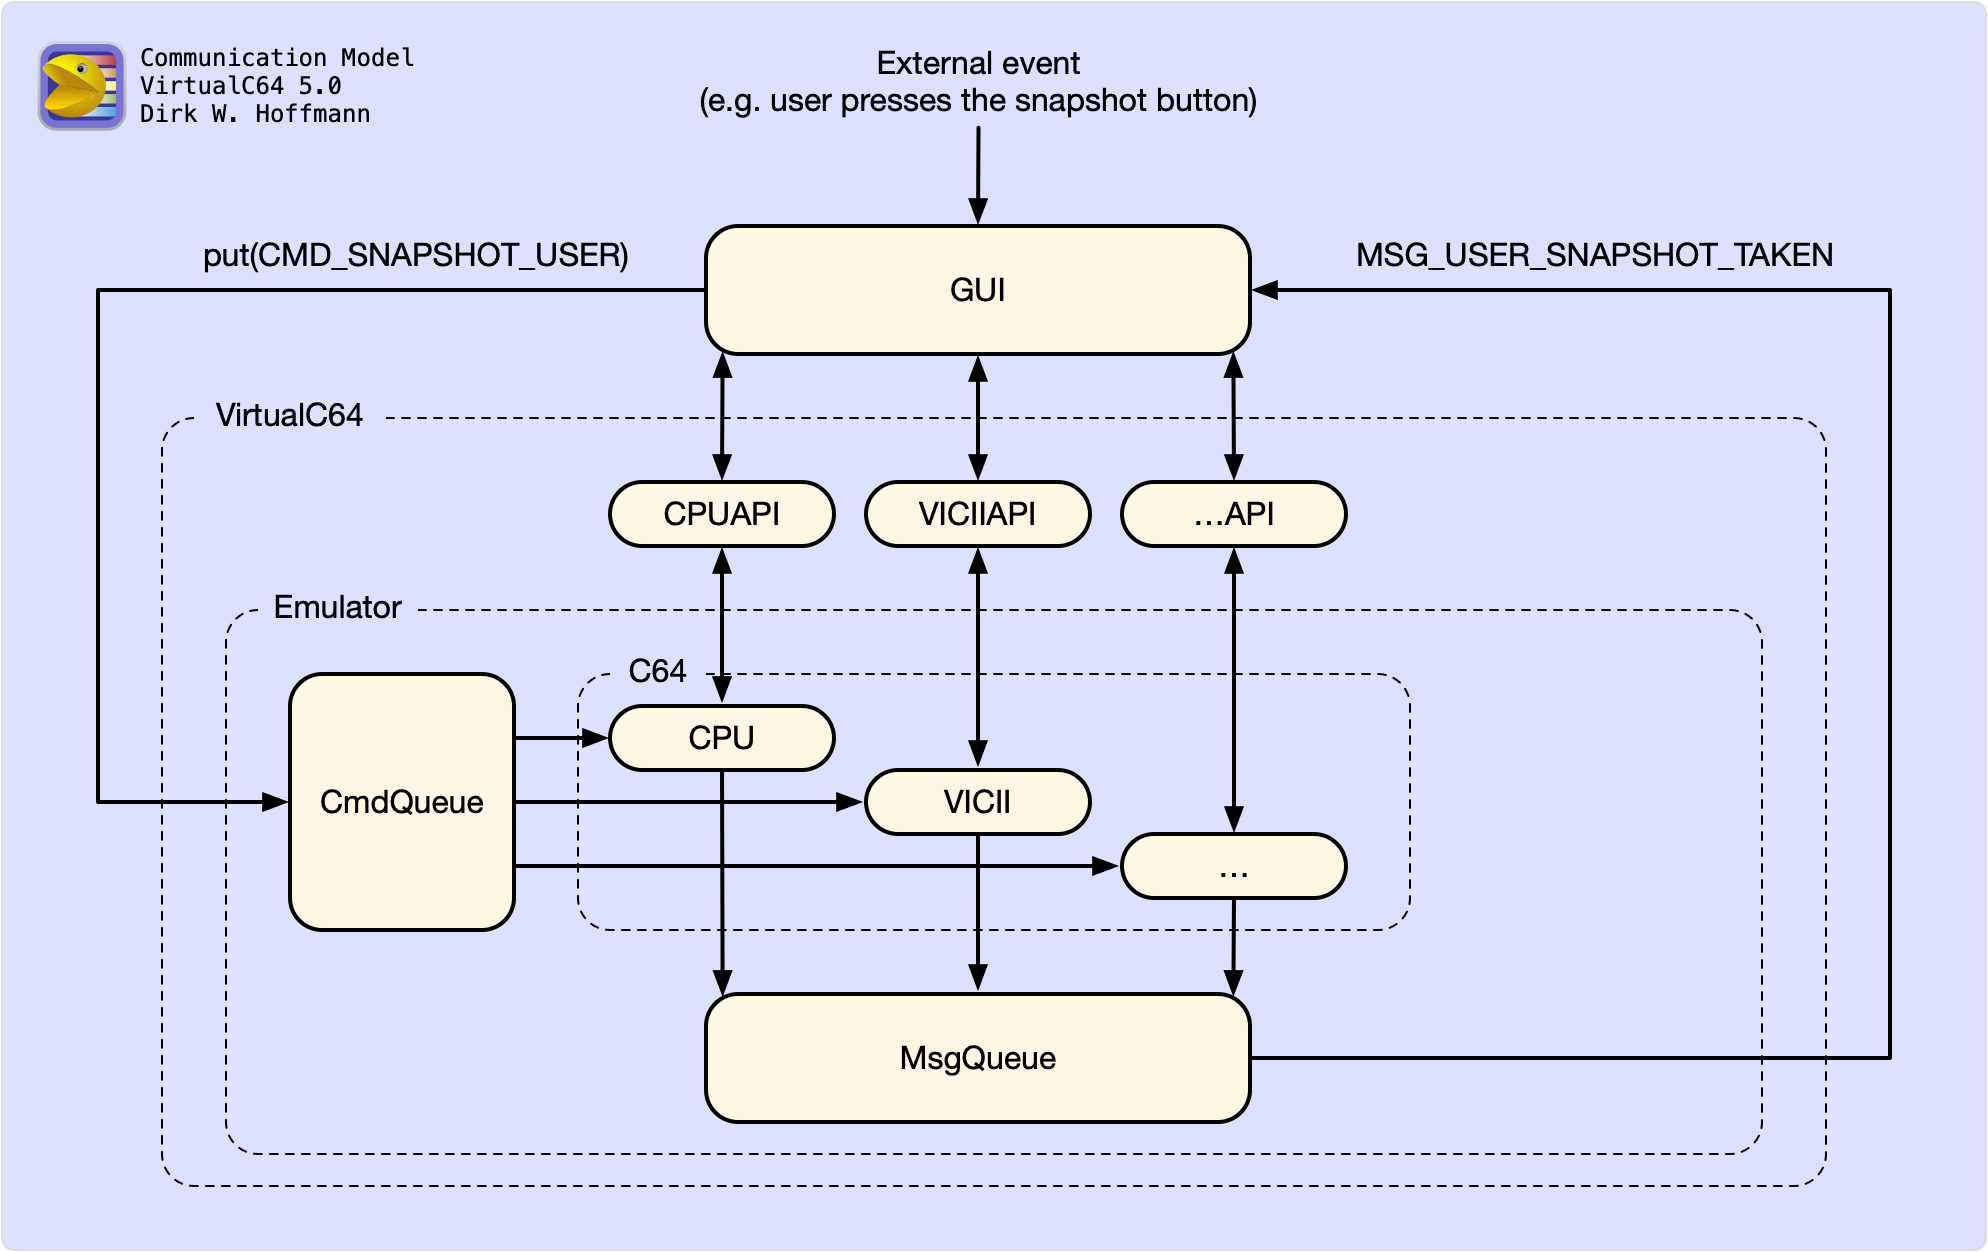 Communication Model
VirtualC64 5.0
Dirk W. Hoffmann
External event
(e.g. user presses the snapshot button)
put(CMD_SNAPSHOT_USER)
MSG_USER_SNAPSHOT_TAKEN
GUI
VirtualC64
CPUAPI
VICIIAPI
...API
Emulator
C64
CPU
CmdQueue
VICII
...
MsgQueue